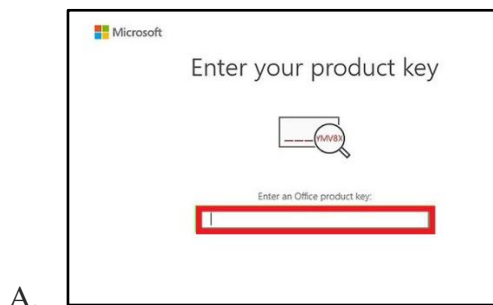 Microsoft
Enter your product key
YMVBX
Enter an Office product key:
A